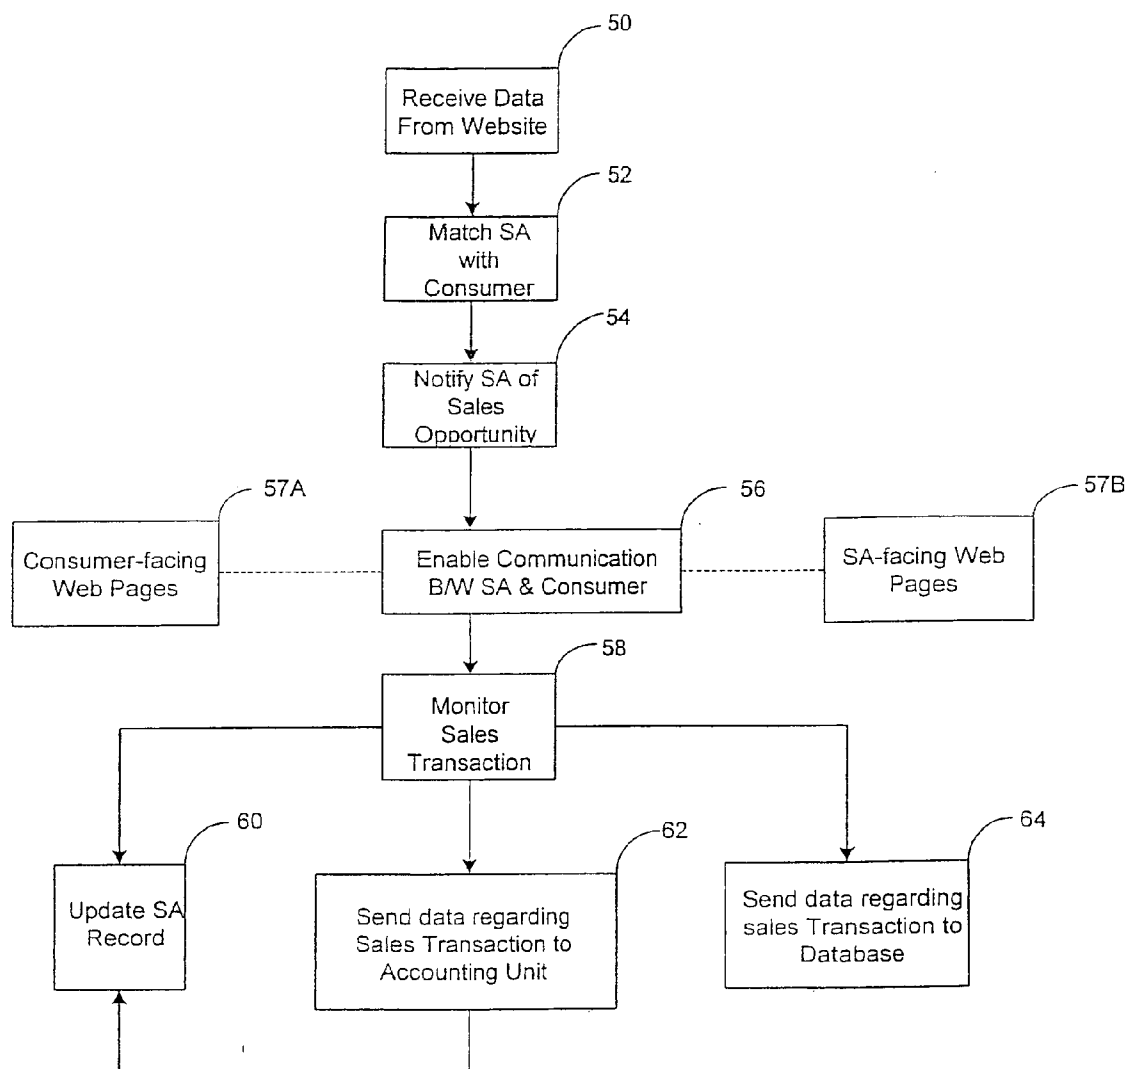 50
Receive Data
From Website
52
Match SA
with
Consumer
54
Notify SA of
Sales
Opportunity
57A
56
57B
Consumer-facing
Web Pages
Enable Communication
B/W SA & Consumer
SA-facing Web
Pages
58
Monitor
Sales
Transaction
60
62
64
Update SA
Record
Send data regarding
Sales Transaction to
Accounting Unit
Send data regarding
sales Transaction to
Database